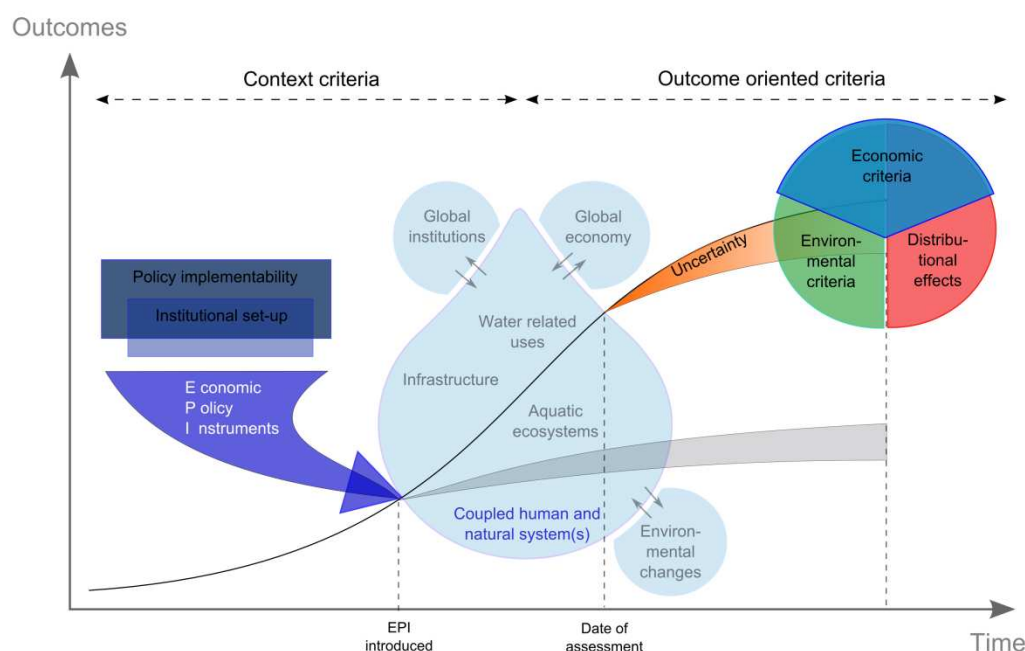 Outcomes
Context criteria
Outcome oriented criteria
Economic
criteria
Global
institutions
Global
economy
Uncertainty
Environ-
mental
criteria
Distribu-
tional
effects
Policy implementability
Institutional set-up
Water related
uses
Infrastructure
E conomic
P olicy
I nstruments
Aquatic
ecosystems
Coupled human and
natural system(s)
Environ-
mental
changes
EPI
introduced
Date of
assessment
Time